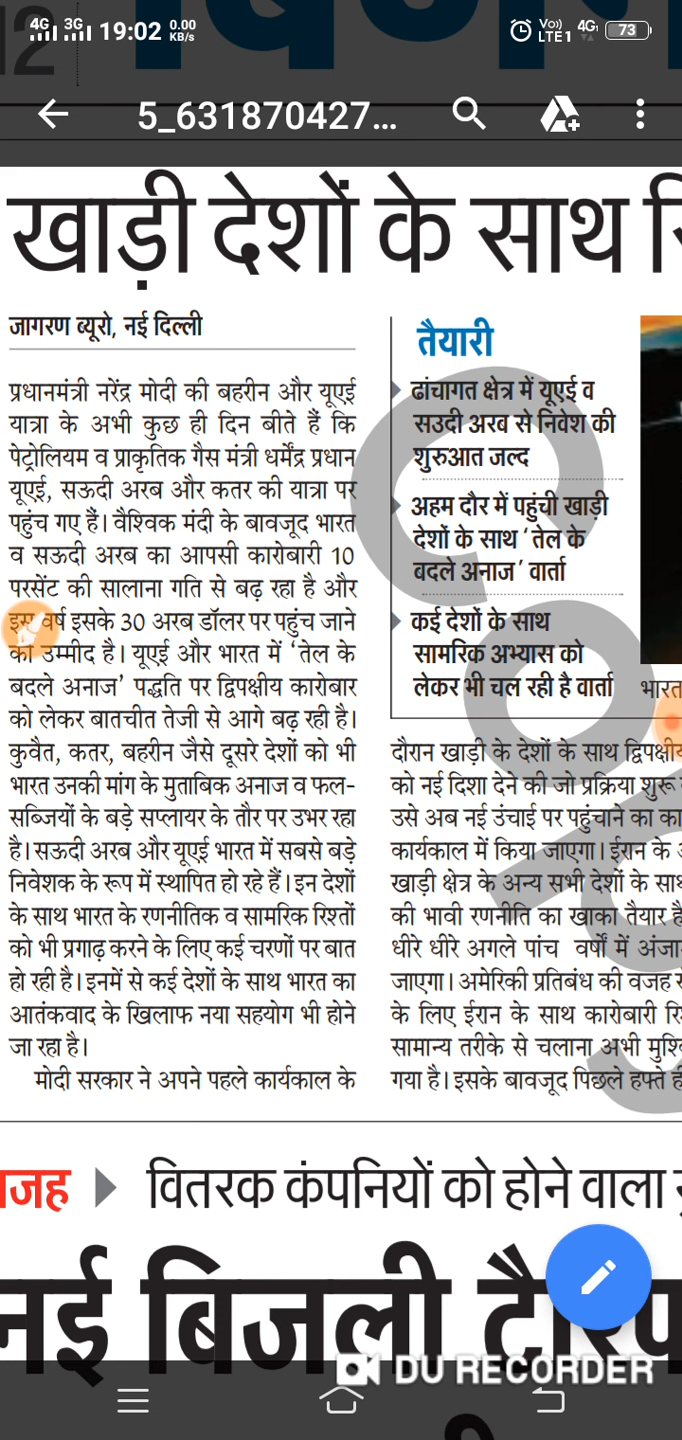 4G 3G 19:02 0.00 KB/s Vo) LTE1 4G 73
12
5_631870427...
खाड़ी देशों के साथ
जागरण ब्यूरो, नई दिल्ली
प्रधानमंत्री नरेंद्र मोदी की बहरीन और यूएई
यात्रा के अभी कुछ ही दिन बीते हैं कि
पेट्रोलियम व प्राकृतिक गैस मंत्री धर्मेंद्र प्रधान
यूएई, सऊदी अरब और कतर की यात्रा पर
पहुंच गए हैं। वैश्विक मंदी के बावजूद भारत
व सऊदी अरब का आपसी कारोबारी 10
परसेंट की सालाना गति से बढ़ रहा है और
इस वर्ष इसके 30 अरब डॉलर पर पहुंच जाने
की उम्मीद है। यूएई और भारत में ‘तेल के
बदले अनाज’ पद्धति पर द्विपक्षीय कारोबार
को लेकर बातचीत तेजी से आगे बढ़ रही है।
कुवैत, कतर, बहरीन जैसे दूसरे देशों को भी
भारत उनकी मांग के मुताबिक अनाज व फल-
सब्जियों के बड़े सप्लायर के तौर पर उभर रहा
है। सऊदी अरब और यूएई भारत में सबसे बड़े
निवेशक के रूप में स्थापित हो रहे हैं। इन देशों
के साथ भारत के रणनीतिक व सामरिक रिश्तों
को भी प्रगाढ़ करने के लिए कई चरणों पर बात
हो रही है। इनमें से कई देशों के साथ भारत का
आतंकवाद के खिलाफ नया सहयोग भी होने
जा रहा है।
मोदी सरकार ने अपने पहले कार्यकाल के
तैयारी
ढांचागत क्षेत्र में यूएई व
सउदी अरब से निवेश की
शुरुआत जल्द
अहम दौर में पहुंची खाड़ी
देशों के साथ ‘तेल के
बदले अनाज’ वार्ता
कई देशों के साथ
सामरिक अभ्यास को
लेकर भी चल रही है वार्ता
भारत
दौरान खाड़ी के देशों के साथ द्विपक्षीय
को नई दिशा देने की जो प्रक्रिया शुरू
उसे अब नई उंचाई पर पहुंचाने का
कार्यकाल में किया जाएगा। ईरान के
खाड़ी क्षेत्र के अन्य सभी देशों के साथ
की भावी रणनीति का खाका तैयार है
धीरे धीरे अगले पांच वर्षों में
जाएगा। अमेरिकी प्रतिबंध की वजह
के लिए ईरान के साथ कारोबारी
सामान्य तरीके से चलाना अभी
गया है। इसके बावजूद पिछले हफ्ते ही
वितरक कंपनियों को होने वाला
नई बिजली
DU RECORDER